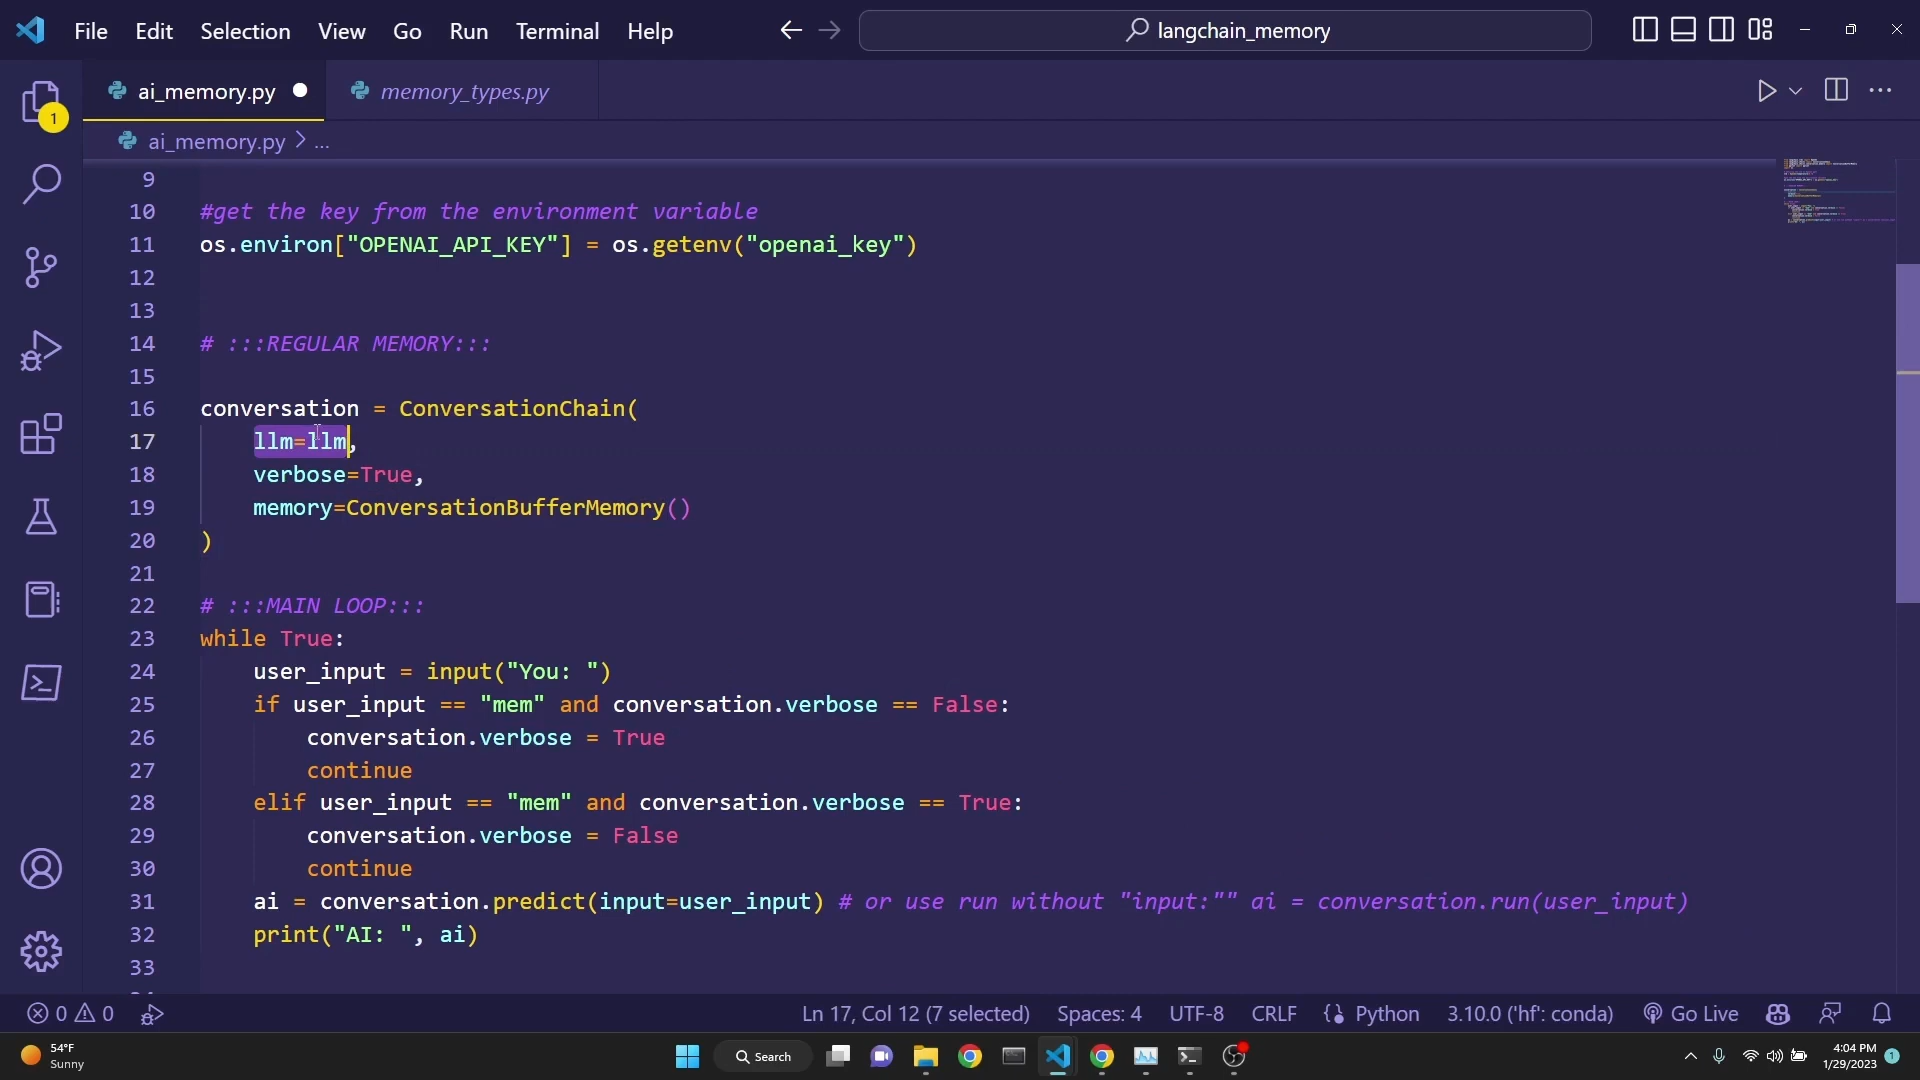 File Edit Selection View Go Run Terminal Help langchain_memory
ai_memory.py memory_types.py
1
ai_memory.py > ...
9
10 #get the key from the environment variable
11 os.environ["OPENAI_API_KEY"] = os.getenv("openai_key")
12
13
14 # :::REGULAR MEMORY:::
15
16 conversation = ConversationChain(
17 llm=llm,
18 verbose=True,
19 memory=ConversationBufferMemory()
20 )
21
22 # :::MAIN LOOP:::
23 while True:
24 user_input = input("You: ")
25 if user_input == "mem" and conversation.verbose == False:
26 conversation.verbose = True
27 continue
28 elif user_input == "mem" and conversation.verbose == True:
29 conversation.verbose = False
30 continue
31 ai = conversation.predict(input=user_input) # or use run without "input:"" ai = conversation.run(user_input)
32 print("AI: ", ai)
33
0 0 Ln 17, Col 12 (7 selected) Spaces: 4 UTF-8 CRLF Python 3.10.0 ('hf': conda) Go Live
54°F
Sunny
Search
4:04 PM
1/29/2023
1